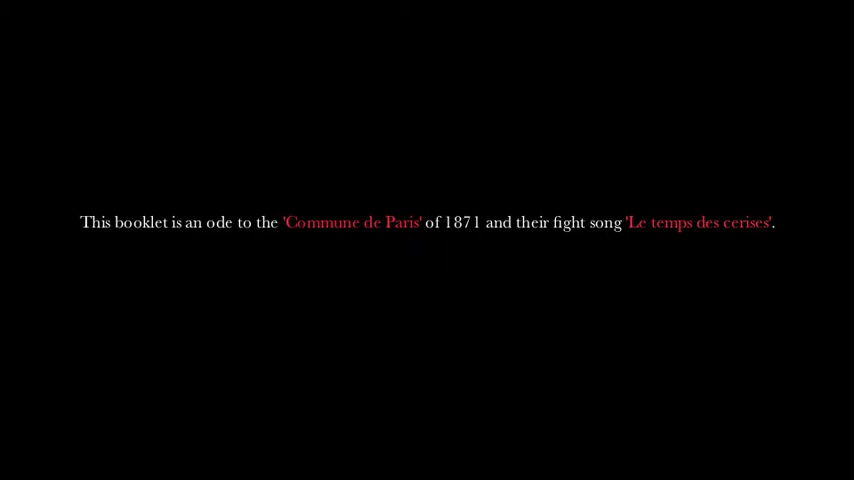 This booklet is an ode to the 'Commune de Paris' of 1871 and their fight song 'Le temps des cerises'.